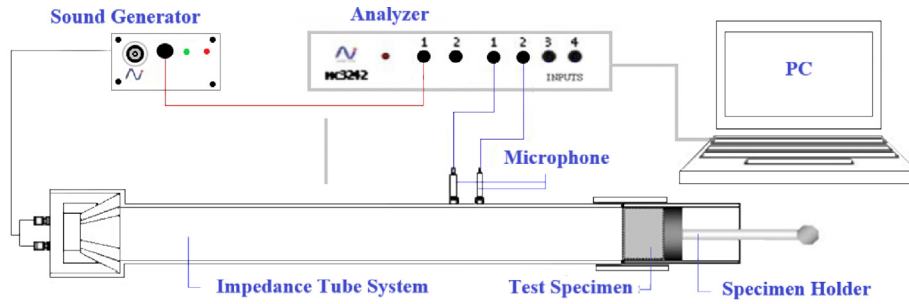 Sound Generator
Analyzer
1 2 1 2 3 4
MC3242
INPUTS
PC
Microphone
Impedance Tube System
Test Specimen
Specimen Holder